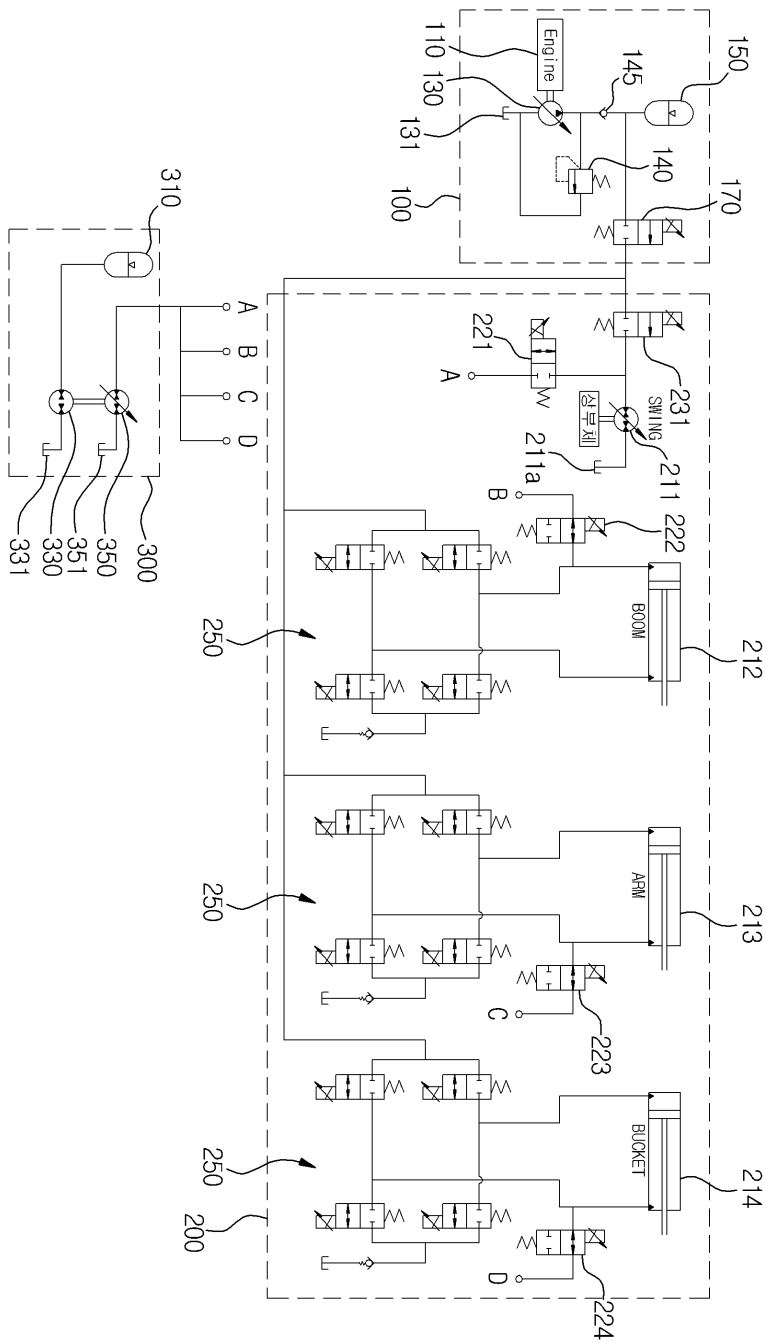 150
170
212
213
214
231
211
222
145
SWING
BOOM
ARM
BUCKET
140
223
224
상부체
Engine
211a
B
C
D
221
130
A
110
100
131
250
250
250
A
B
C
D
200
310
300
350
351
330
331